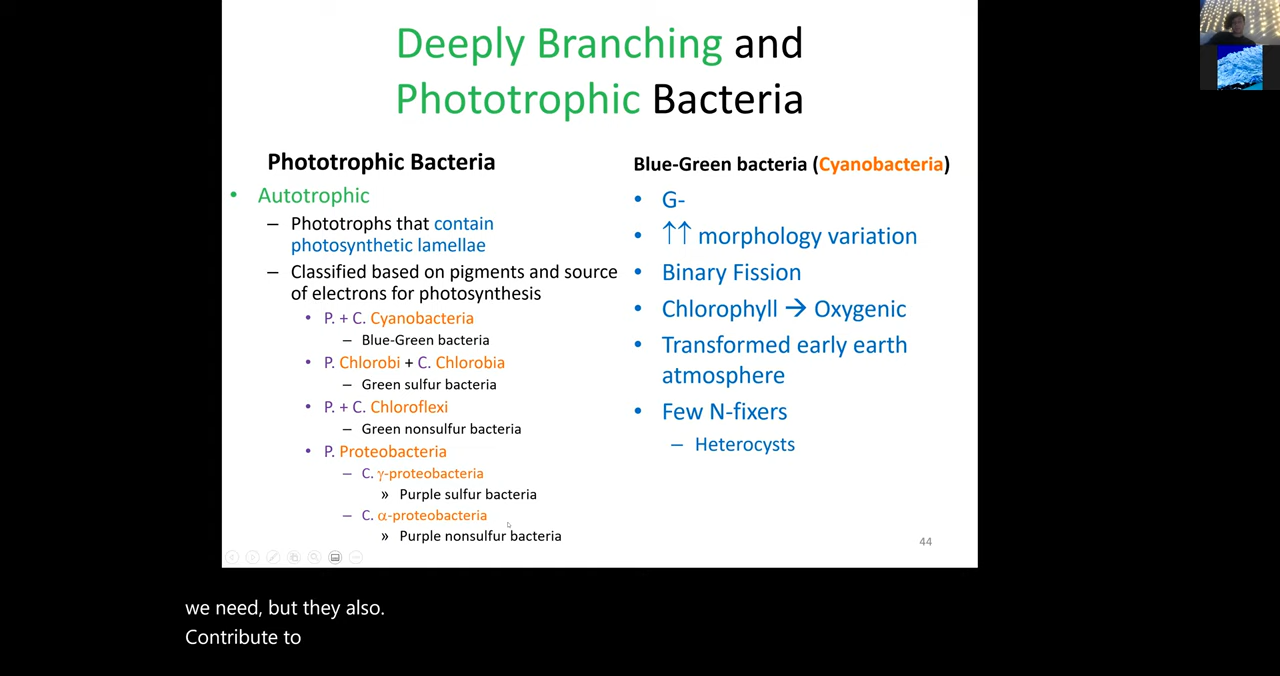 Deeply Branching and
Phototrophic Bacteria
Phototrophic Bacteria
• Autotrophic
– Phototrophs that contain
photosynthetic lamellae
– Classified based on pigments and source
of electrons for photosynthesis
• P. + C. Cyanobacteria
– Blue-Green bacteria
• P. Chlorobi + C. Chlorobia
– Green sulfur bacteria
• P. + C. Chloroflexi
– Green nonsulfur bacteria
• P. Proteobacteria
– C. γ-proteobacteria
» Purple sulfur bacteria
– C. α-proteobacteria
» Purple nonsulfur bacteria
Blue-Green bacteria (Cyanobacteria)
• G-
• ↑↑ morphology variation
• Binary Fission
• Chlorophyll → Oxygenic
• Transformed early earth
atmosphere
• Few N-fixers
– Heterocysts
44
we need, but they also.
Contribute to